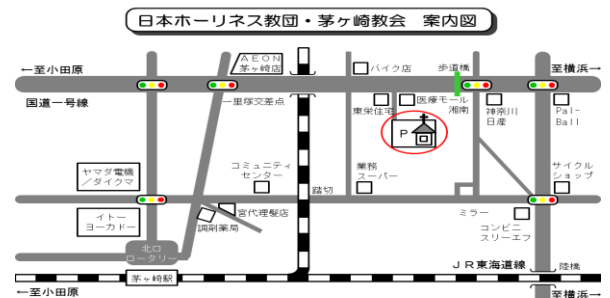 日本ホーリネス教団・茅ヶ崎教会 案内図
←至小田原
AEON
茅ヶ崎店
バイク店
歩道橋
至横浜→
国道一号線
一里塚交差点
東栄住宅
医療モール
湘南
神奈川
日産
Pal-
Ball
P
ヤマダ電機
／ダイクマ
コミュニティ
センター
業務
スーパー
サイクル
ショップ
踏切
イトー
ヨーカドー
宮代理髪店
調剤薬局
ミラー
コンビニ
スリーエフ
北口
ロータリー
JR東海道線
陸橋
茅ヶ崎駅
←至小田原
至横浜→